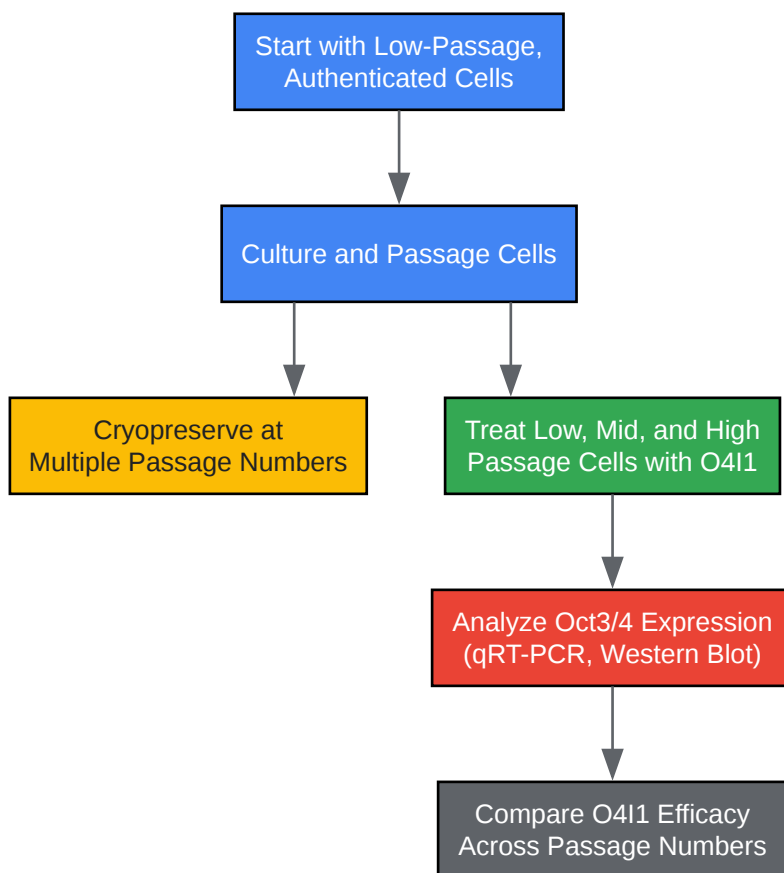 Start with Low-Passage,
Authenticated Cells
Culture and Passage Cells
Cryopreserve at
Multiple Passage Numbers
Treat Low, Mid, and High
Passage Cells with O4I1
Analyze Oct3/4 Expression
(qRT-PCR, Western Blot)
Compare O4I1 Efficacy
Across Passage Numbers